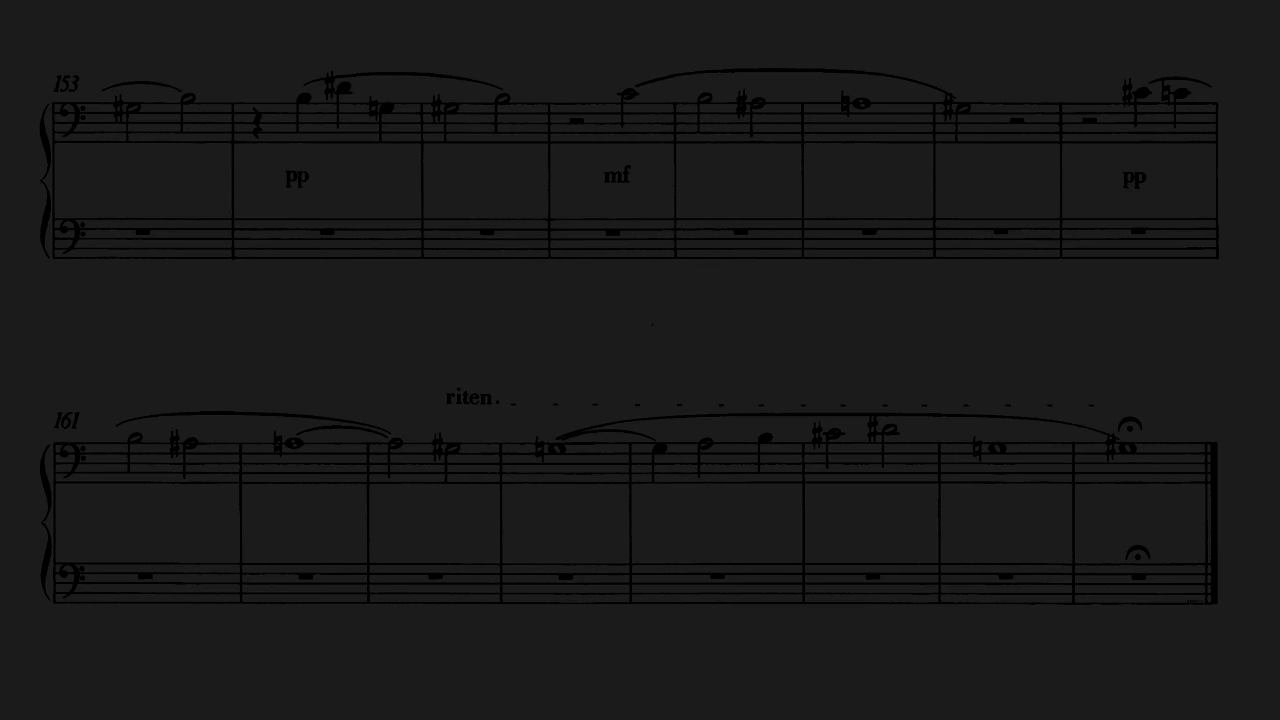 153
pp mf pp
riten.
161